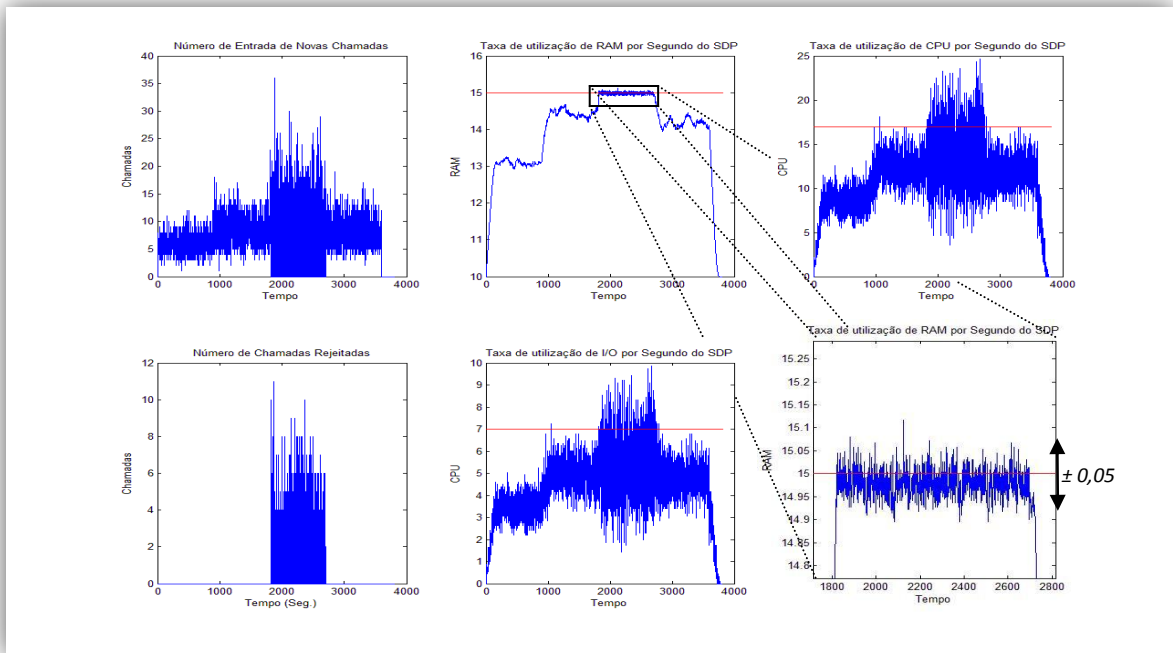 Número de Entrada de Novas Chamadas
40
35
30
25
20
15
10
5
0
Chamadas
0 1000 2000 3000 4000
Tempo
Taxa de utilização de RAM por Segundo do SDP
16
15
14
13
12
11
10
RAM
0 1000 2000 3000 4000
Tempo
Taxa de utilização de CPU por Segundo do SDP
25
20
15
10
5
0
CPU
0 1000 2000 3000 4000
Tempo
Número de Chamadas Rejeitadas
12
10
8
6
4
2
0
Chamadas
0 1000 2000 3000 4000
Tempo (Seg.)
Taxa de utilização de I/O por Segundo do SDP
10
9
8
7
6
5
4
3
2
1
0
CPU
0 1000 2000 3000 4000
Tempo
Taxa de utilização de RAM por Segundo do SDP
15.25
15.2
15.15
15.1
15.05
15
14.95
14.9
14.85
14.8
RAM
1800 2000 2200 2400 2600 2800
Tempo
± 0,05